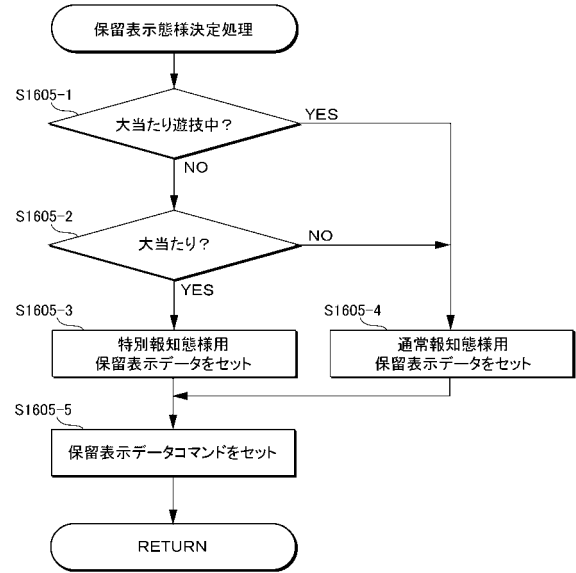 保留表示態様決定処理
S1605-1
大当たり遊技中？
YES
NO
S1605-2
大当たり？
NO
YES
S1605-3
特別報知態様用
保留表示データをセット
S1605-4
通常報知態様用
保留表示データをセット
S1605-5
保留表示データコマンドをセット
RETURN